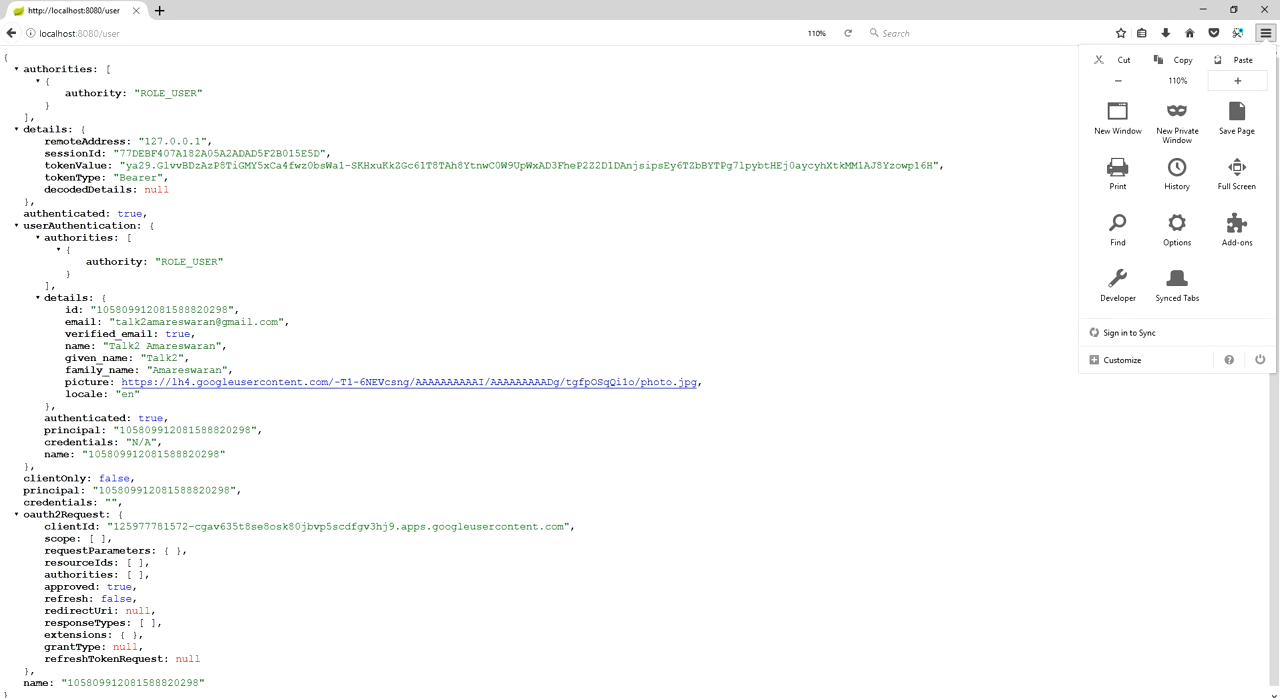 http://localhost:8080/user
localhost:8080/user
110%
Search
{
authorities: [
{
authority: "ROLE_USER"
}
],
details: {
remoteAddress: "127.0.0.1",
sessionId: "77DEBF407A182A05A2ADAD5F2B015E5D",
tokenValue: "ya29.GlvvBDzAzP8TiGMY5xCa4fwz0bsWa1-SKHxuKkZGc61T8TAh8YtnwC0W9UpWxAD3FheP2Z2D1DAnjsipsEy6TZbBYTPg7lpybtHEj0aycyhXtkMM1AJ8Yzowp16H",
tokenType: "Bearer",
decodedDetails: null
},
authenticated: true,
userAuthentication: {
authorities: [
{
authority: "ROLE_USER"
}
],
details: {
id: "105809912081588820298",
email: "talk2amareswaran@gmail.com",
verified_email: true,
name: "Talk2 Amareswaran",
given_name: "Talk2",
family_name: "Amareswaran",
picture: https://lh4.googleusercontent.com/-T1-6NEVcsng/AAAAAAAAAAI/AAAAAAAAADg/tgfpOSqQi1o/photo.jpg,
locale: "en"
},
authenticated: true,
principal: "105809912081588820298",
credentials: "N/A",
name: "105809912081588820298"
},
clientOnly: false,
principal: "105809912081588820298",
credentials: "",
oauth2Request: {
clientId: "125977781572-cgav635t8se8osk80jbvp5scdfgv3hj9.apps.googleusercontent.com",
scope: [ ],
requestParameters: { },
resourceIds: [ ],
authorities: [ ],
approved: true,
refresh: false,
redirectUri: null,
responseTypes: [ ],
extensions: { },
grantType: null,
refreshTokenRequest: null
},
name: "105809912081588820298"
}
Cut Copy Paste
− 110% +
New Window New Private Window Save Page
Print History Full Screen
Find Options Add-ons
Developer Synced Tabs
Sign in to Sync
Customize